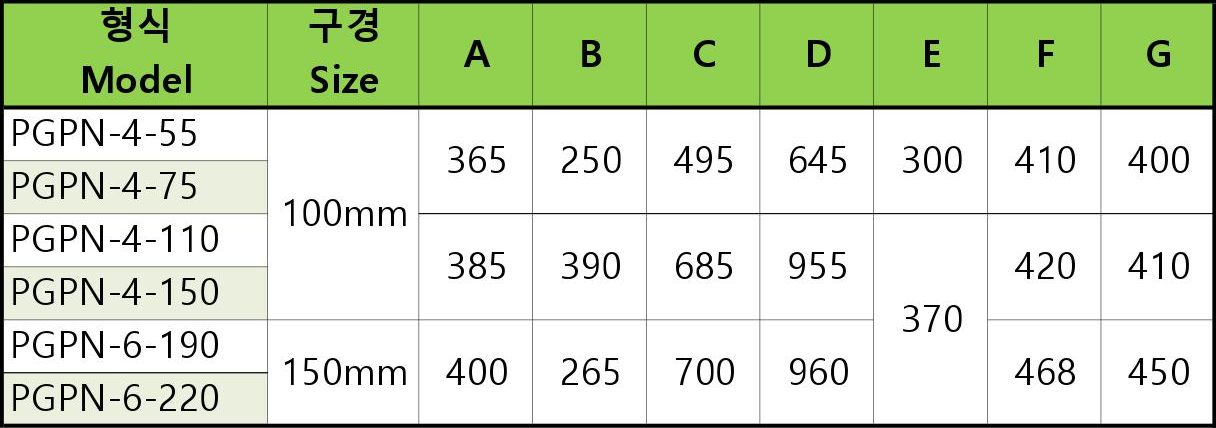 형식 구경 A B C D E F G
Model Size
PGPN-4-55 100mm 365 250 495 645 300 410 400
PGPN-4-75
PGPN-4-110 385 390 685 955 370 420 410
PGPN-4-150
PGPN-6-190 150mm 400 265 700 960 468 450
PGPN-6-220